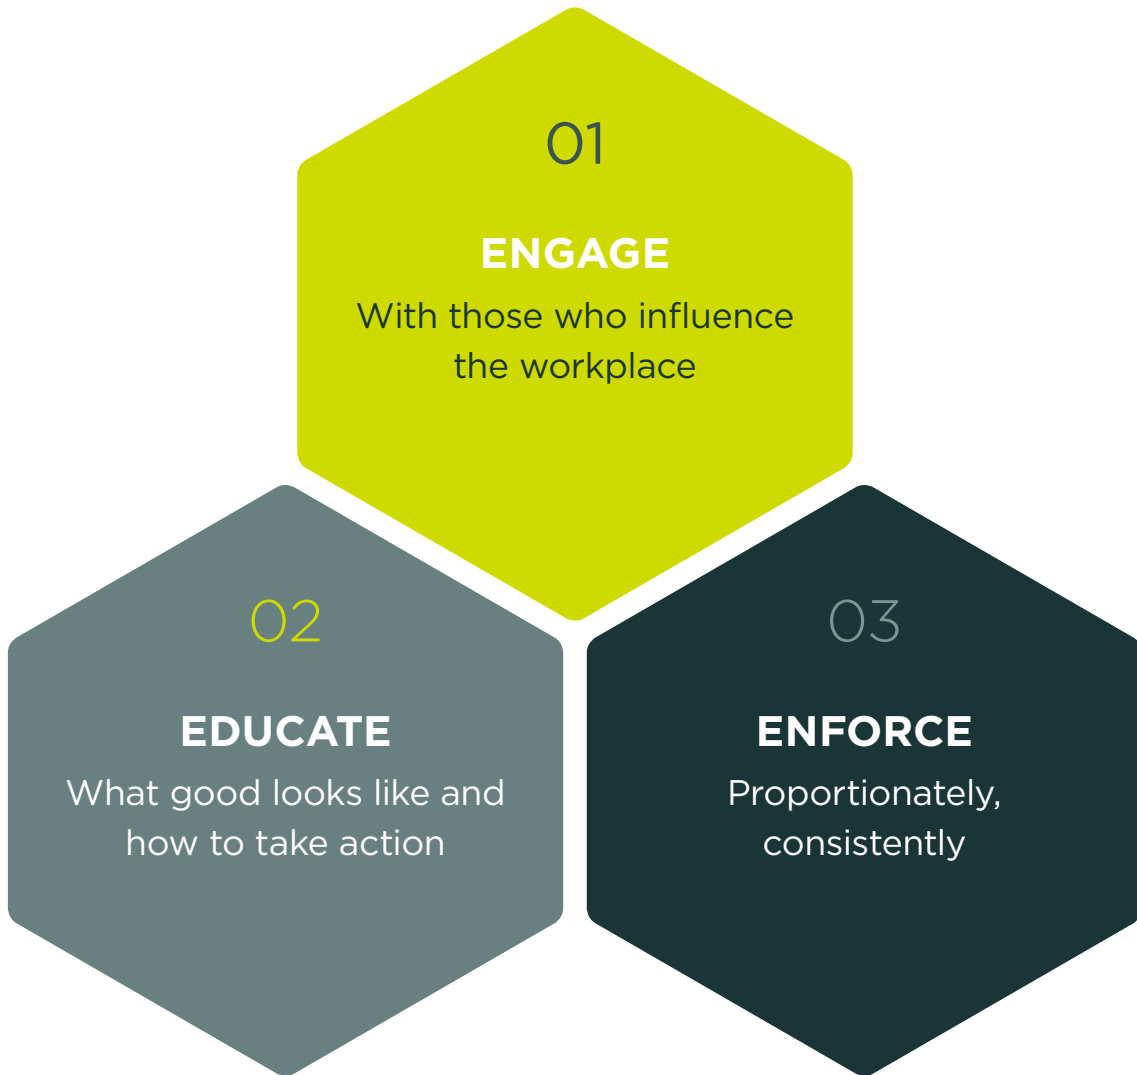 01
ENGAGE
With those who influence
the workplace
02
EDUCATE
What good looks like and
how to take action
03
ENFORCE
Proportionately,
consistently